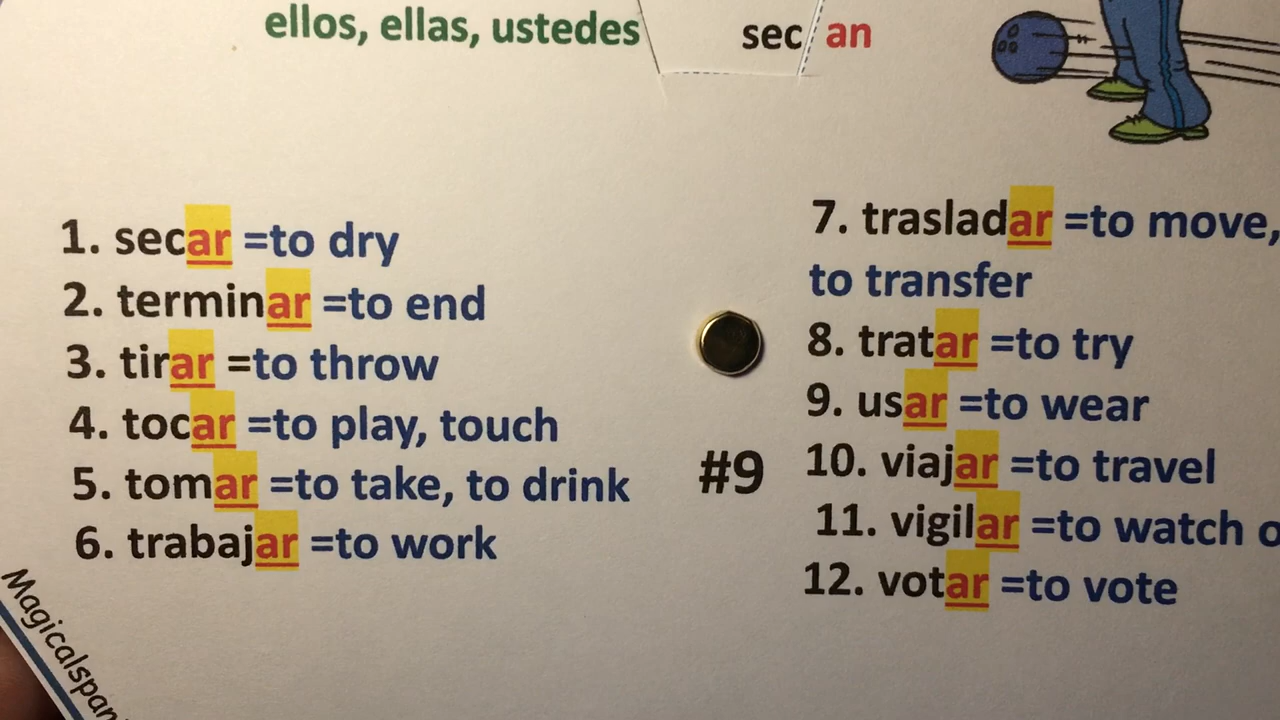 ellos, ellas, ustedes
sec an
1. secar =to dry
2. terminar =to end
3. tirar =to throw
4. tocar =to play, touch
5. tomar =to take, to drink
6. trabajar =to work
#9
7. trasladar =to move,
to transfer
8. tratar =to try
9. usar =to wear
10. viajar =to travel
11. vigilar =to watch
12. votar =to vote